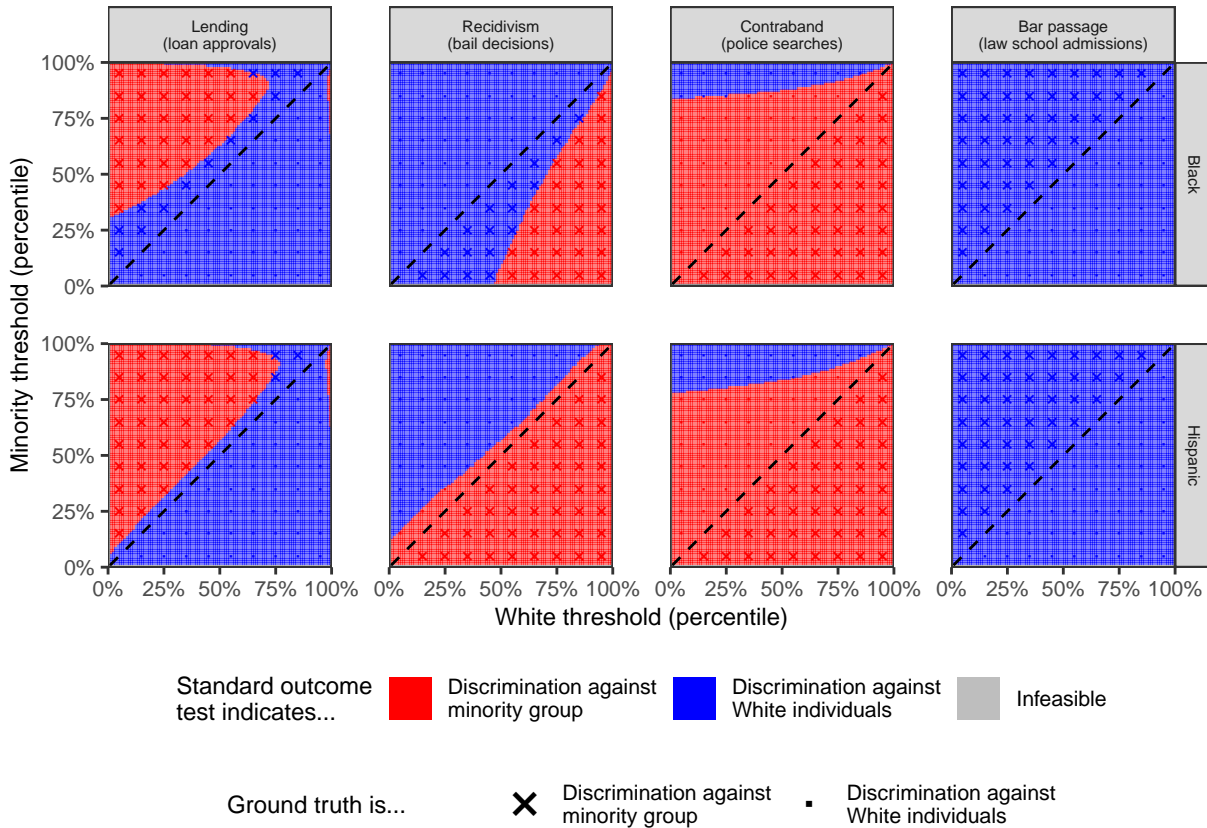 Lending
(loan approvals)
Recidivism
(bail decisions)
Contraband
(police searches)
Bar passage
(law school admissions)
100%
75%
50%
25%
0%
Black
Minority threshold (percentile)
100%
75%
50%
25%
0%
Hispanic
0% 25% 50% 75% 100%
0% 25% 50% 75% 100%
0% 25% 50% 75% 100%
0% 25% 50% 75% 100%
White threshold (percentile)
Standard outcome
test indicates...
Discrimination against
minority group
Discrimination against
White individuals
Infeasible
Ground truth is...
Discrimination against
minority group
Discrimination against
White individuals